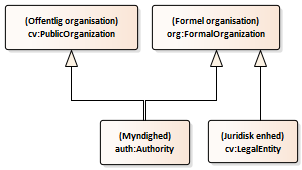 (Offentlig organisation)
cv:PublicOrganization
(Formel organisation)
org:FormalOrganization
(Myndighed)
auth:Authority
(Juridisk enhed)
cv:LegalEntity